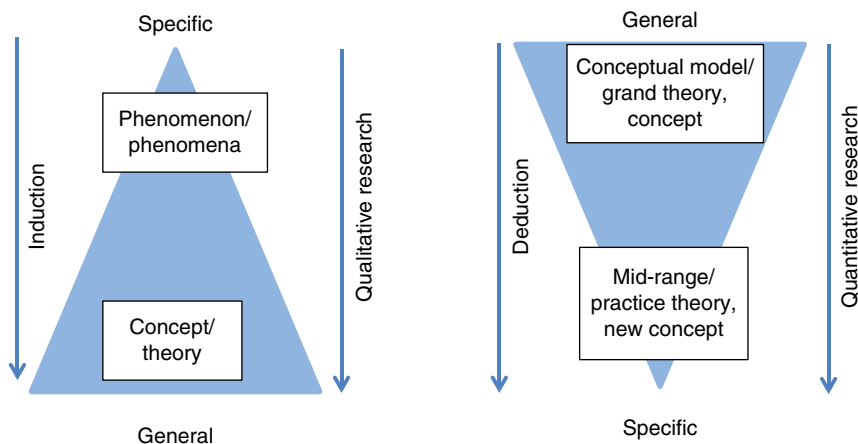 Specific
Phenomenon/
phenomena
Induction
Qualitative research
Concept/
theory
General
General
Conceptual model/
grand theory,
concept
Deduction
Quantitative research
Mid-range/
practice theory,
new concept
Specific